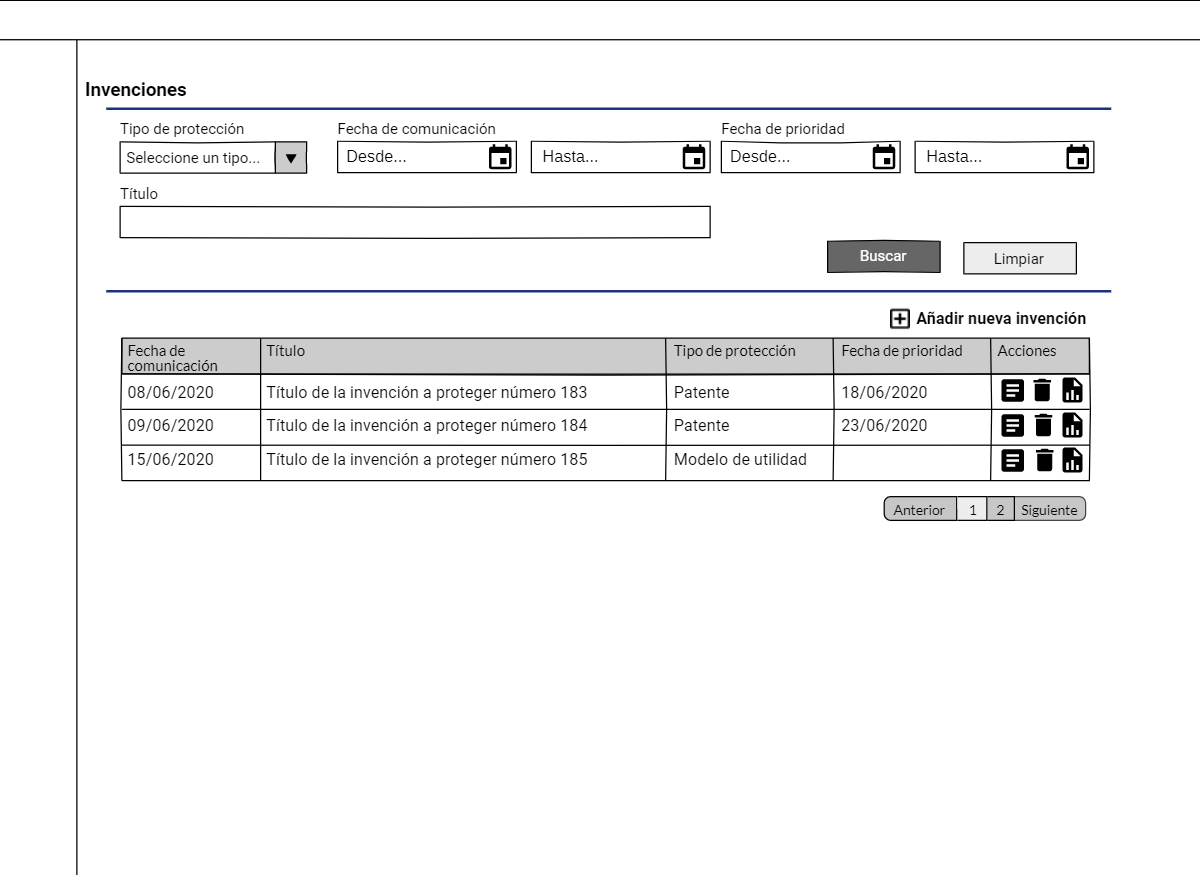 Invenciones
Tipo de protección Fecha de comunicación Fecha de prioridad
Seleccione un tipo... Desde... Hasta... Desde... Hasta...
Título
Buscar Limpiar
Añadir nueva invención
Fecha de comunicación Título Tipo de protección Fecha de prioridad Acciones
08/06/2020 Título de la invención a proteger número 183 Patente 18/06/2020
09/06/2020 Título de la invención a proteger número 184 Patente 23/06/2020
15/06/2020 Título de la invención a proteger número 185 Modelo de utilidad
Anterior 1 2 Siguiente